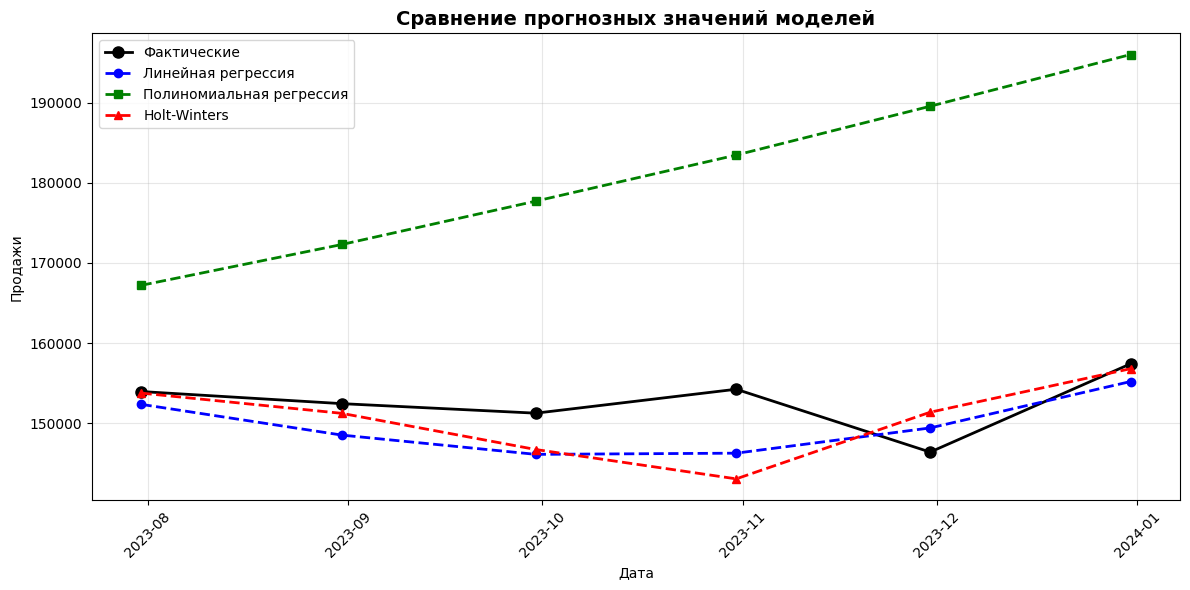 Сравнение прогнозных значений моделей
Фактические
Линейная регрессия
Полиномиальная регрессия
Holt-Winters
Продажи
190000
180000
170000
160000
150000
2023-08
2023-09
2023-10
2023-11
2023-12
2024-01
Дата